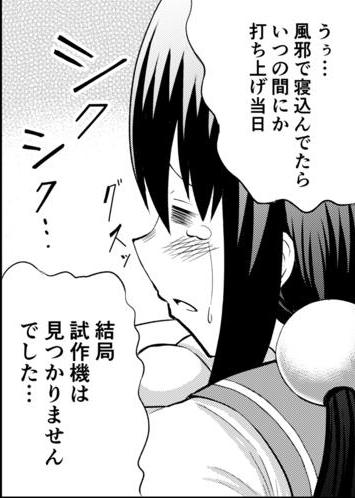 うぅ…
風邪で寝込んでたら
いつの間にか
打ち上げ当日
シク
シク…
グスッ
結局
試作機は
見つかりません
でした…